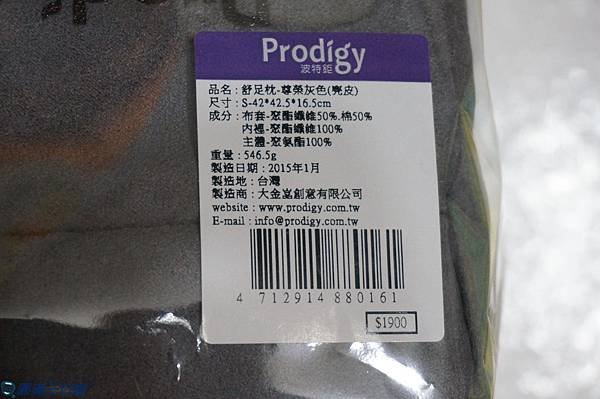 Prodigy
波特鉅
品名：舒足枕-尊榮灰色(麂皮)
尺寸：S-42*42.5*16.5cm
成分：布套-聚酯纖維50%.棉50%
內裡-聚酯纖維100%
主體-聚氨酯100%
重量：546.5g
製造日期：2015年1月
製造地：台灣
製造商：大金嵓創意有限公司
website：www.prodigy.com.tw
E-mail：info@prodigy.com.tw
4 712914 880161
$1900